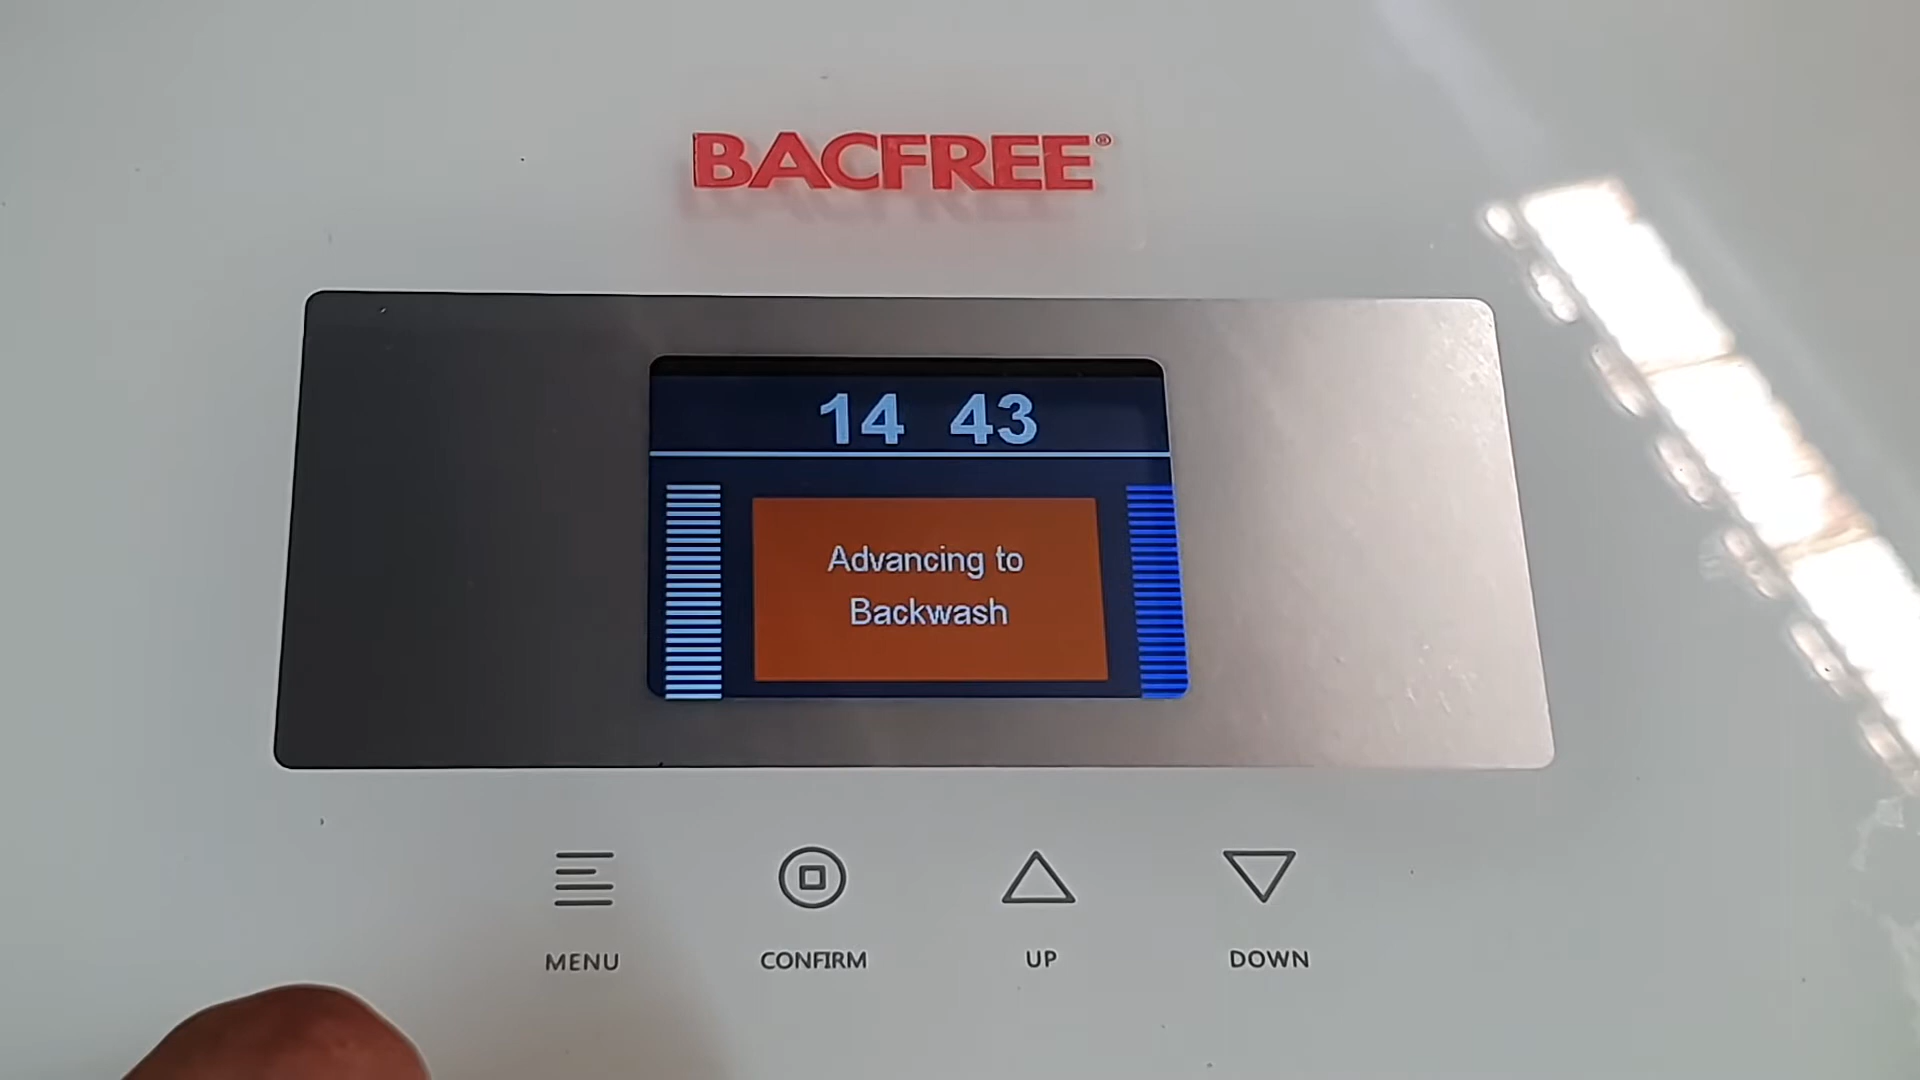 BACFREE®
14 43
Advancing to
Backwash
MENU CONFIRM UP DOWN